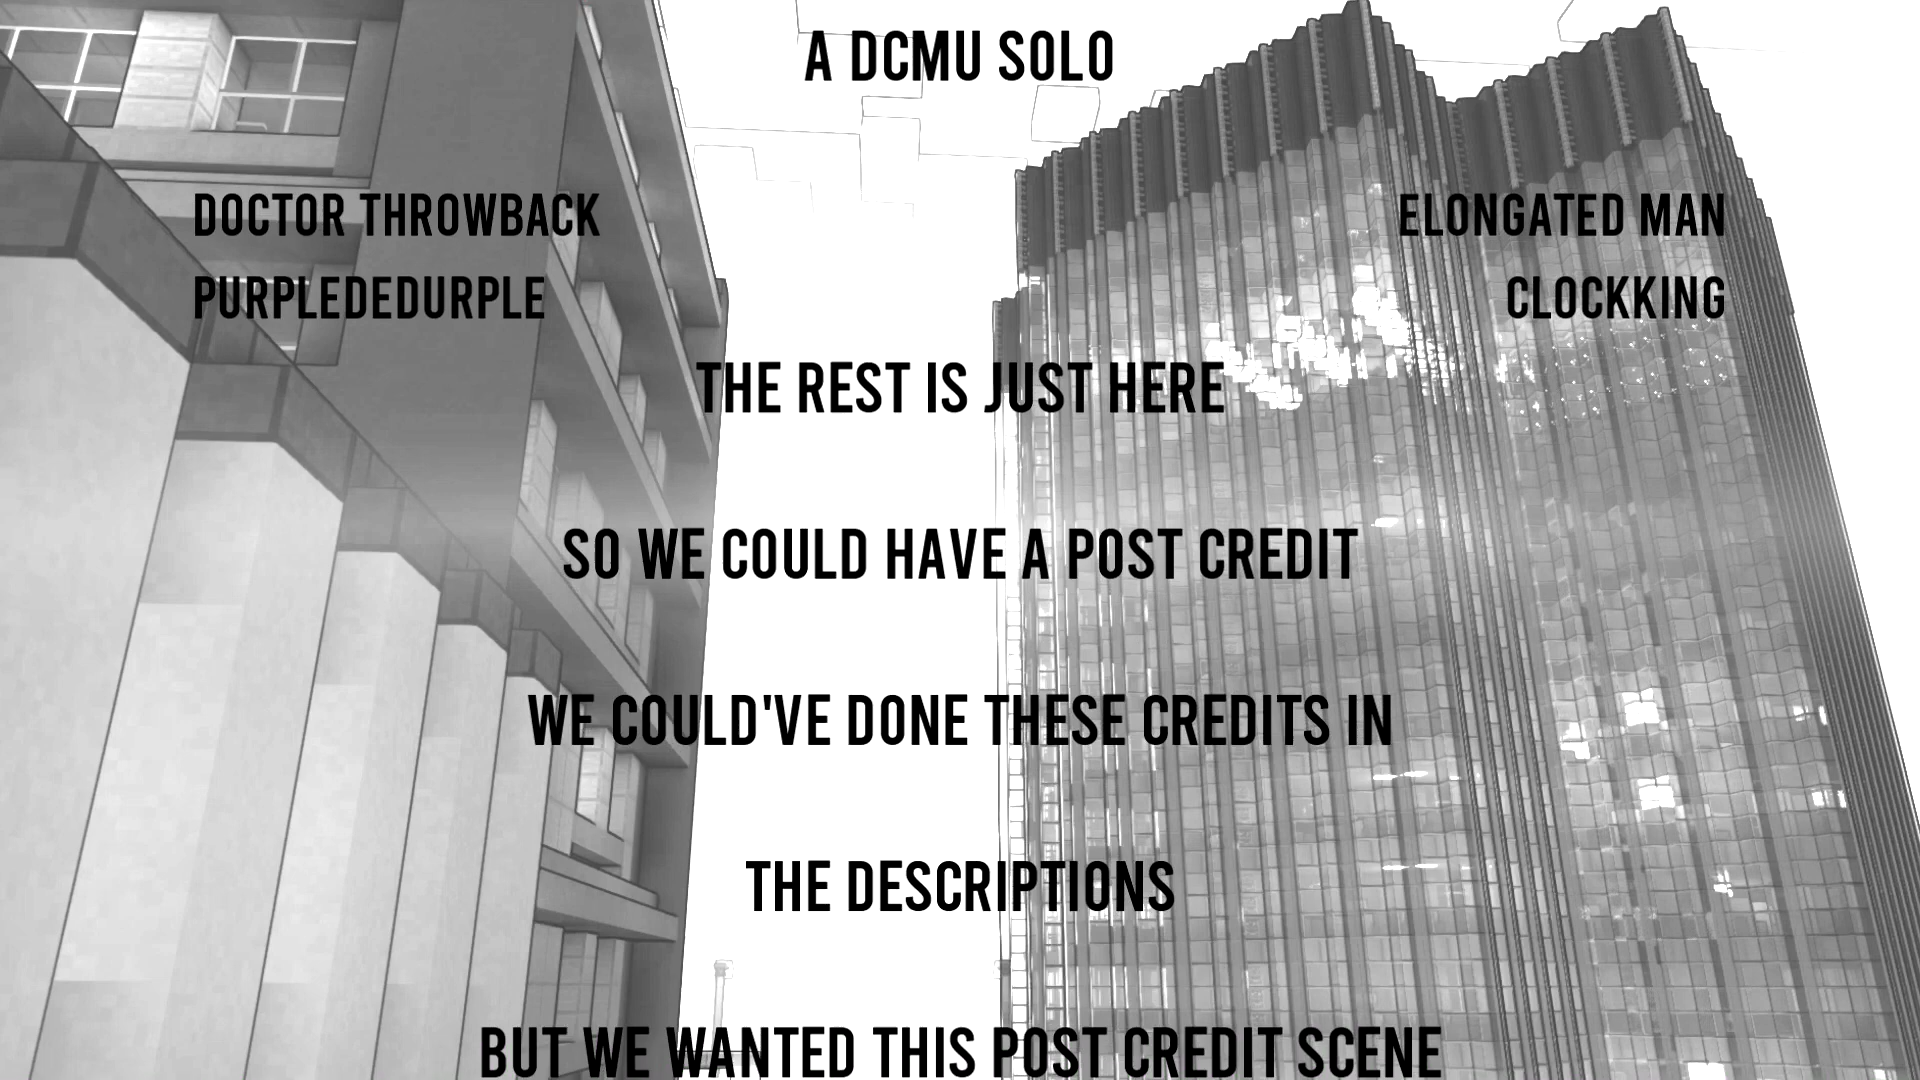 A DCMU SOLO
DOCTOR THROWBACK ELONGATED MAN
PURPLEDEDURPLE CLOCKKING
THE REST IS JUST HERE
SO WE COULD HAVE A POST CREDIT
WE COULD'VE DONE THESE CREDITS IN
THE DESCRIPTIONS
BUT WE WANTED THIS POST CREDIT SCENE